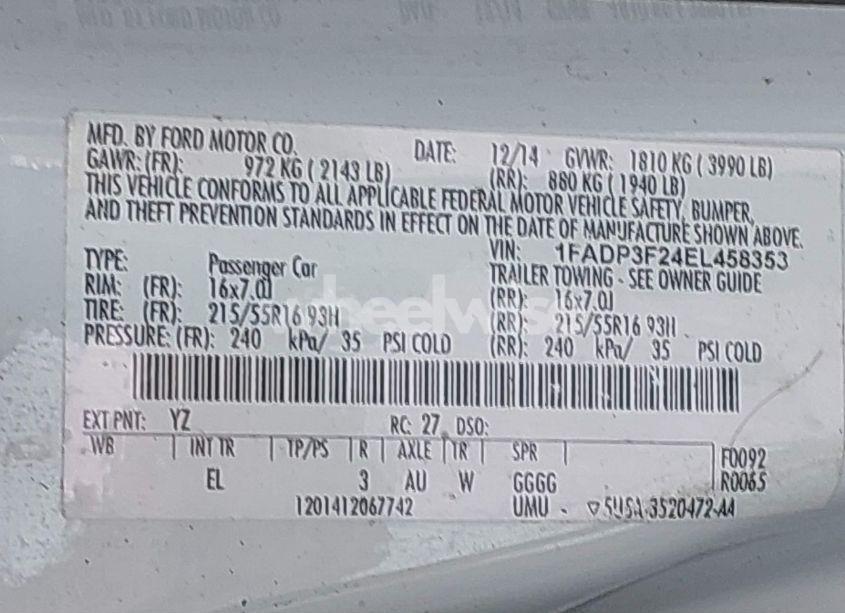 MFD. BY FORD MOTOR CO. DATE: 12/14 GVWR: 1810 KG ( 3990 LB)
GAWR: (FR): 972 KG ( 2143 LB) (RR): 880 KG ( 1940 LB)
THIS VEHICLE CONFORMS TO ALL APPLICABLE FEDERAL MOTOR VEHICLE SAFETY, BUMPER,
AND THEFT PREVENTION STANDARDS IN EFFECT ON THE DATE OF MANUFACTURE SHOWN ABOVE.
VIN: 1FADP3F24EL458353
TYPE: Passenger Car TRAILER TOWING - SEE OWNER GUIDE
RIM: (FR): 16x7.0J (RR): 16x7.0J
TIRE: (FR): 215/55R16 93H (RR): 215/55R16 93H
PRESSURE: (FR): 240 kPa/ 35 PSI COLD (RR): 240 kPa/ 35 PSI COLD
EXT PNT: YZ RC: 27 DSO:
WB INT TR TP/PS R AXLE TR SPR F0092
EL 3 AU W GGGG R0065
1201412067742 UMU - 5U5A-3520472-AA